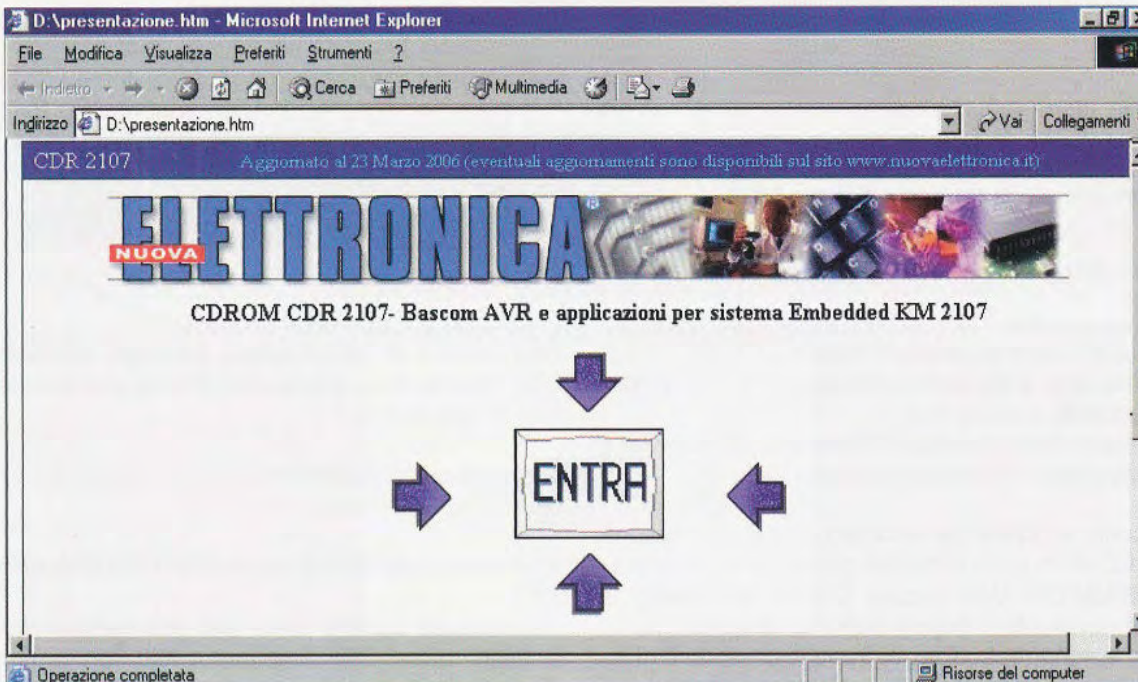 D:\presentazione.htm - Microsoft Internet Explorer
File Modifica Visualizza Preferiti Strumenti ?
Indietro Cerca Preferiti Multimedia
Indirizzo D:\presentazione.htm Vai Collegamenti
CDR 2107 Aggiornato al 23 Marzo 2006 (eventuali aggiornamenti sono disponibili sul sito www.nuovaelettronica.it)
ELETTRONICA®
NUOVA
CDROM CDR 2107- Bascom AVR e applicazioni per sistema Embedded KM 2107
ENTRA
Operazione completata Risorse del computer